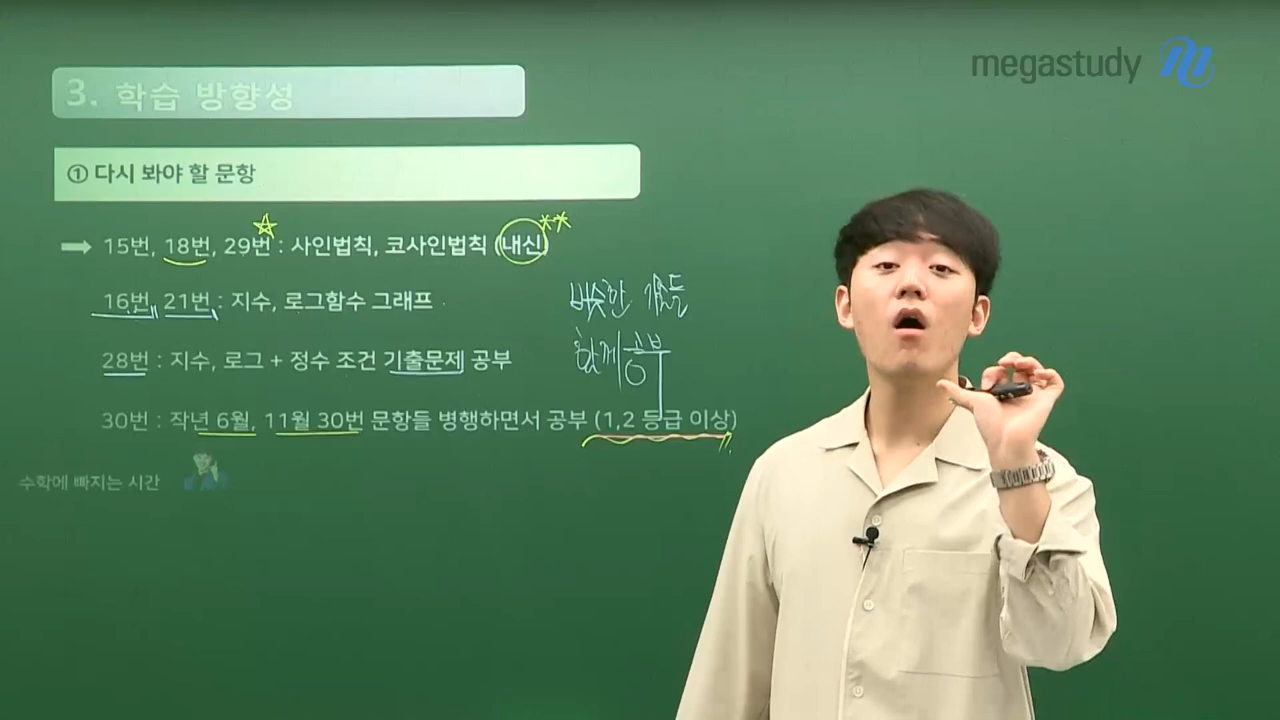 megastudy
3. 학습 방향성
① 다시 봐야 할 문항
15번, 18번, 29번 : 사인법칙, 코사인법칙 (내신)
16번, 21번, : 지수, 로그함수 그래프
비슷한
28번 : 지수, 로그 + 정수 조건 기출문제 공부
함께 공부
30번 : 작년 6월, 11월 30번 문항들 병행하면서 공부 (1,2 등급 이상)
수학에 빠지는 시간